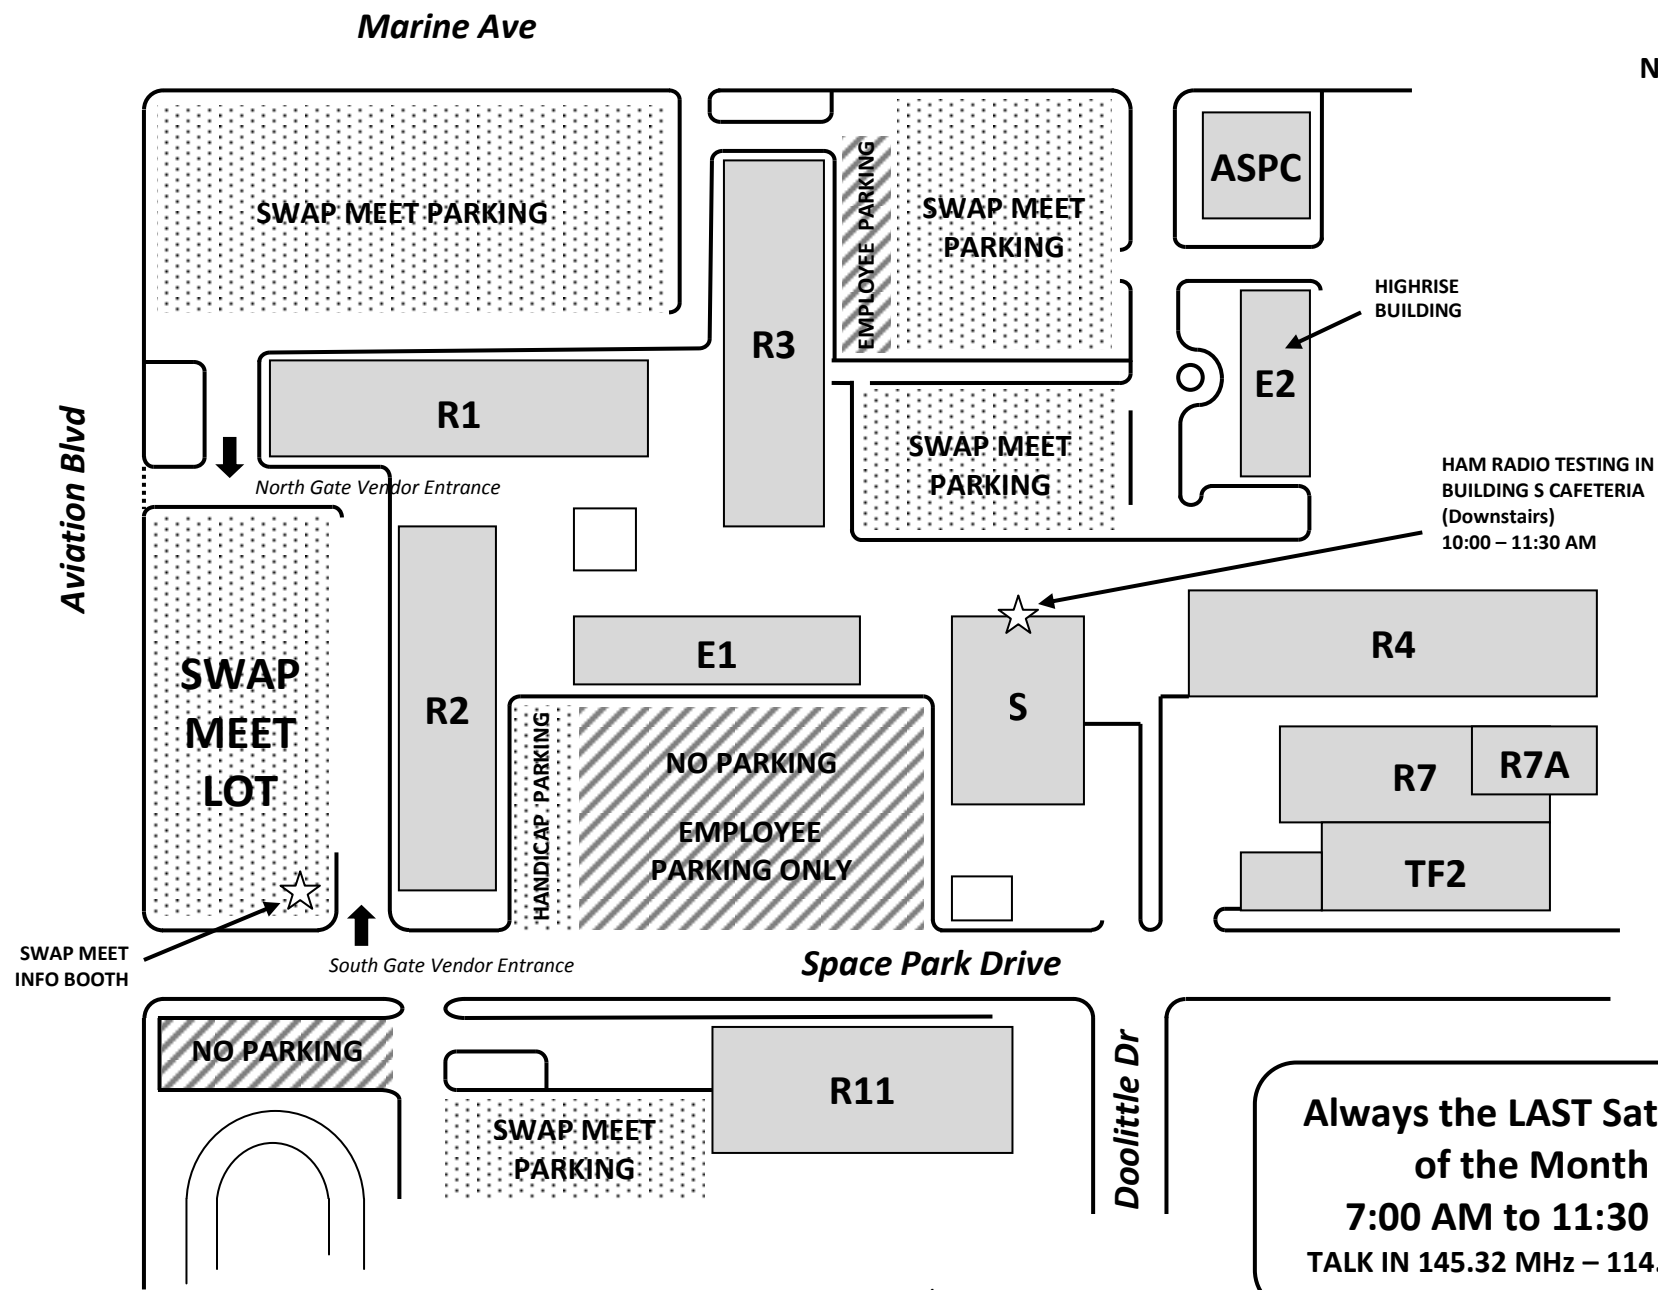 Marine Ave
N
SWAP MEET PARKING
EMPLOYEE PARKING
SWAP MEET
PARKING
ASPC
HIGHRISE
BUILDING
R3
E2
R1
SWAP MEET
PARKING
Aviation Blvd
North Gate Vendor Entrance
HAM RADIO TESTING IN
BUILDING S CAFETERIA
(Downstairs)
10:00 – 11:30 AM
SWAP
MEET
LOT
R2
E1
S
R4
HANDICAP PARKING
NO PARKING
EMPLOYEE
PARKING ONLY
R7
R7A
TF2
SWAP MEET
INFO BOOTH
South Gate Vendor Entrance
Space Park Drive
NO PARKING
R11
SWAP MEET
PARKING
Doolittle Dr
Always the LAST Sat
of the Month
7:00 AM to 11:30
TALK IN 145.32 MHz – 114.